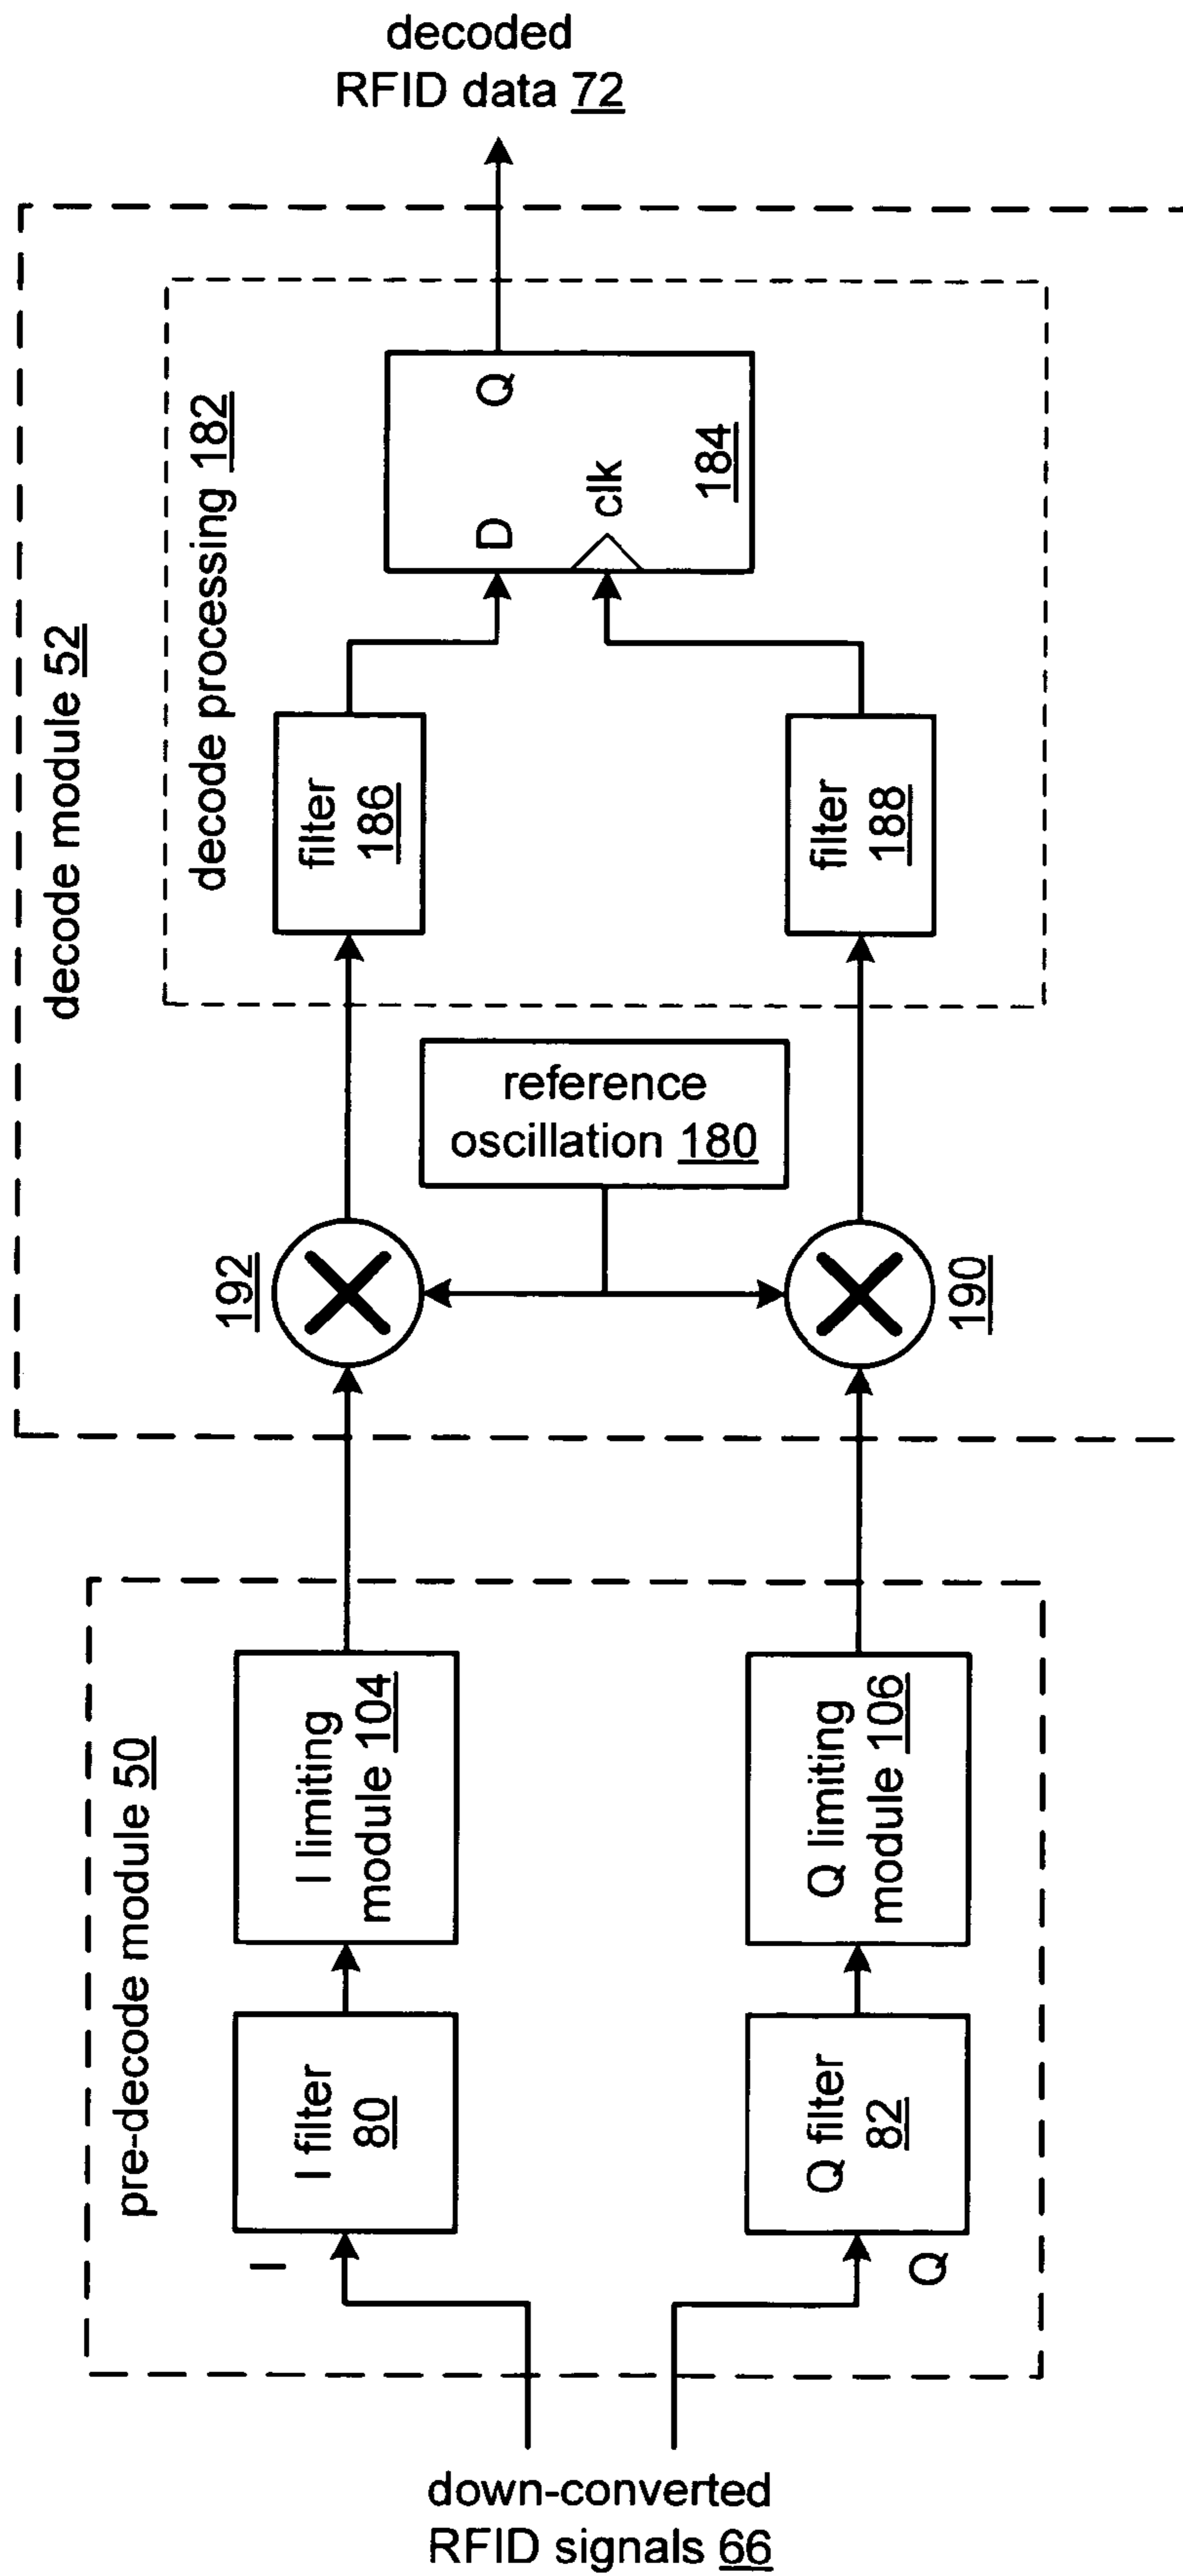 decoded
RFID data 72
decode module 52
decode processing 182
D
Q
clk
184
filter
186
filter
188
reference
oscillation 180
192
190
pre-decode module 50
I limiting
module 104
Q limiting
module 106
I filter
80
Q filter
82
I
Q
down-converted
RFID signals 66